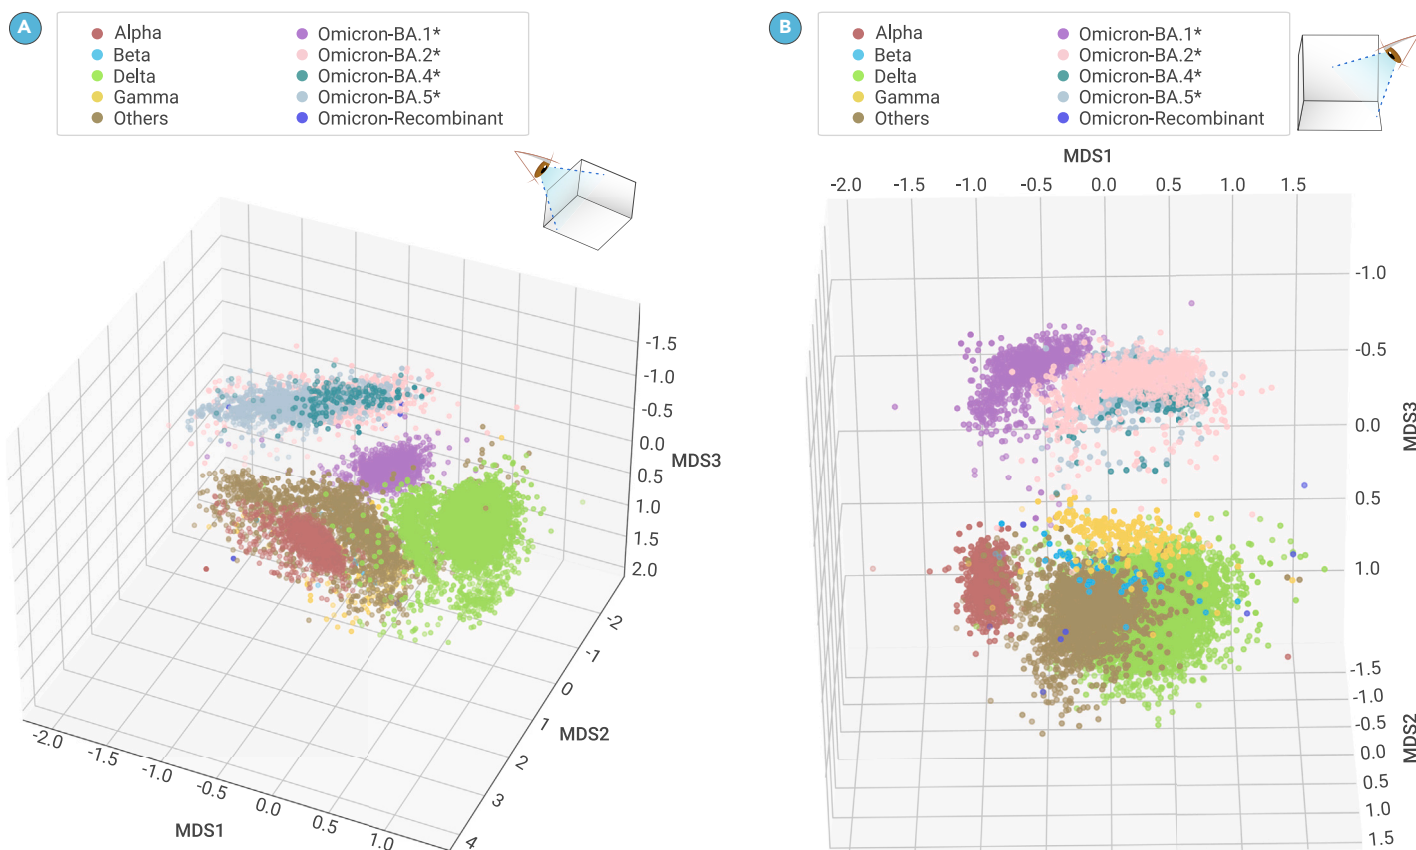 A
Alpha
Beta
Delta
Gamma
Others
Omicron-BA.1*
Omicron-BA.2*
Omicron-BA.4*
Omicron-BA.5*
Omicron-Recombinant
-1.5
-1.0
-0.5
0.0
0.5
1.0
1.5
2.0
MDS3
-2
-1
0
1
2
3
4
MDS2
-2.0
-1.5
-1.0
-0.5
0.0
0.5
1.0
MDS1
B
Alpha
Beta
Delta
Gamma
Others
Omicron-BA.1*
Omicron-BA.2*
Omicron-BA.4*
Omicron-BA.5*
Omicron-Recombinant
MDS1
-2.0 -1.5 -1.0 -0.5 0.0 0.5 1.0 1.5
-1.0
-0.5
0.0
0.5
1.0
MDS3
-1.5
-1.0
-0.5
0.0
0.5
1.0
1.5
MDS2